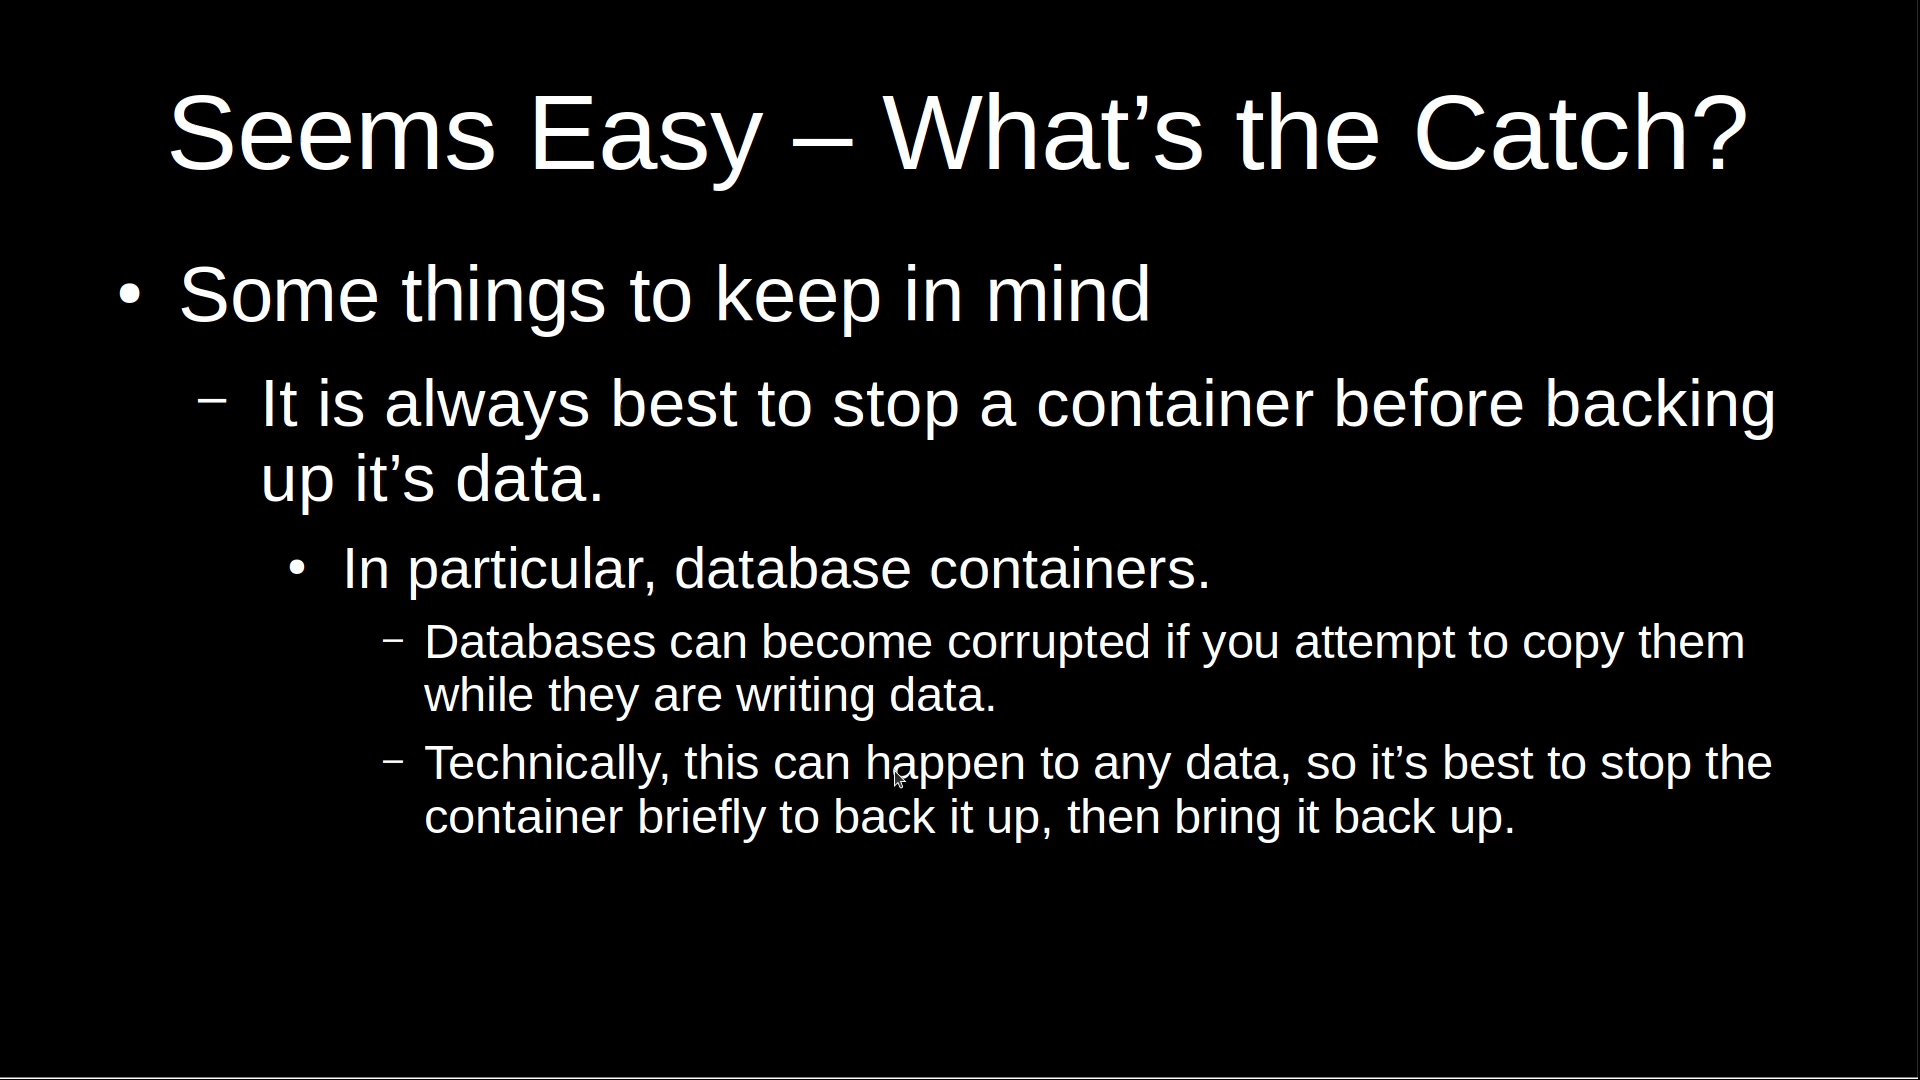 Seems Easy – What’s the Catch?
• Some things to keep in mind
– It is always best to stop a container before backing
up it’s data.
• In particular, database containers.
– Databases can become corrupted if you attempt to copy them
while they are writing data.
– Technically, this can happen to any data, so it’s best to stop the
container briefly to back it up, then bring it back up.